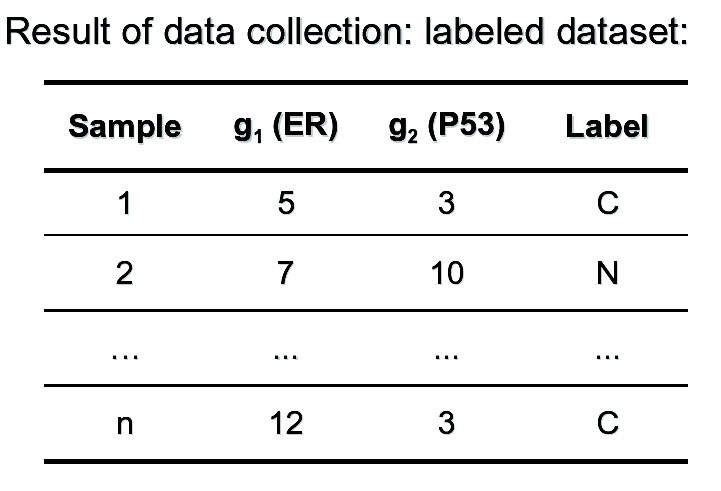 Result of data collection: labeled dataset:
Sample g₁ (ER) g₂ (P53) Label
1 5 3 C
2 7 10 N
... ... ... ...
n 12 3 C